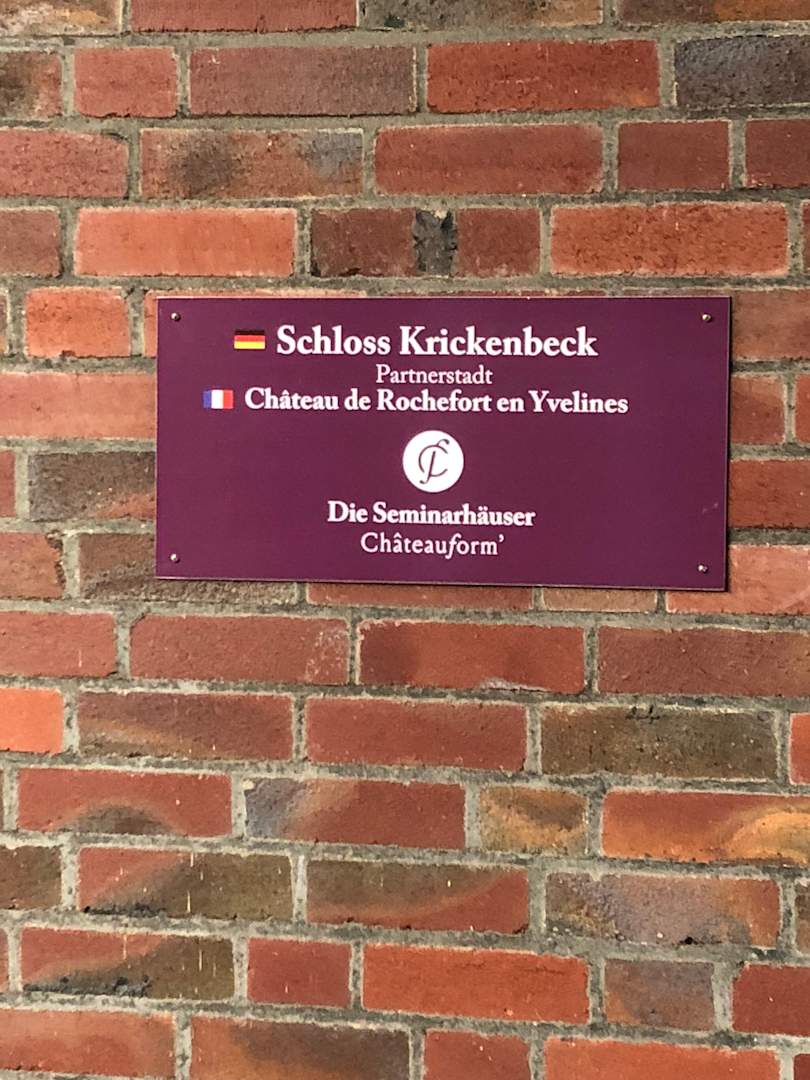 Schloss Krickenbeck
Partnerstadt
Château de Rochefort en Yvelines
Die Seminarhäuser
Châteauform'